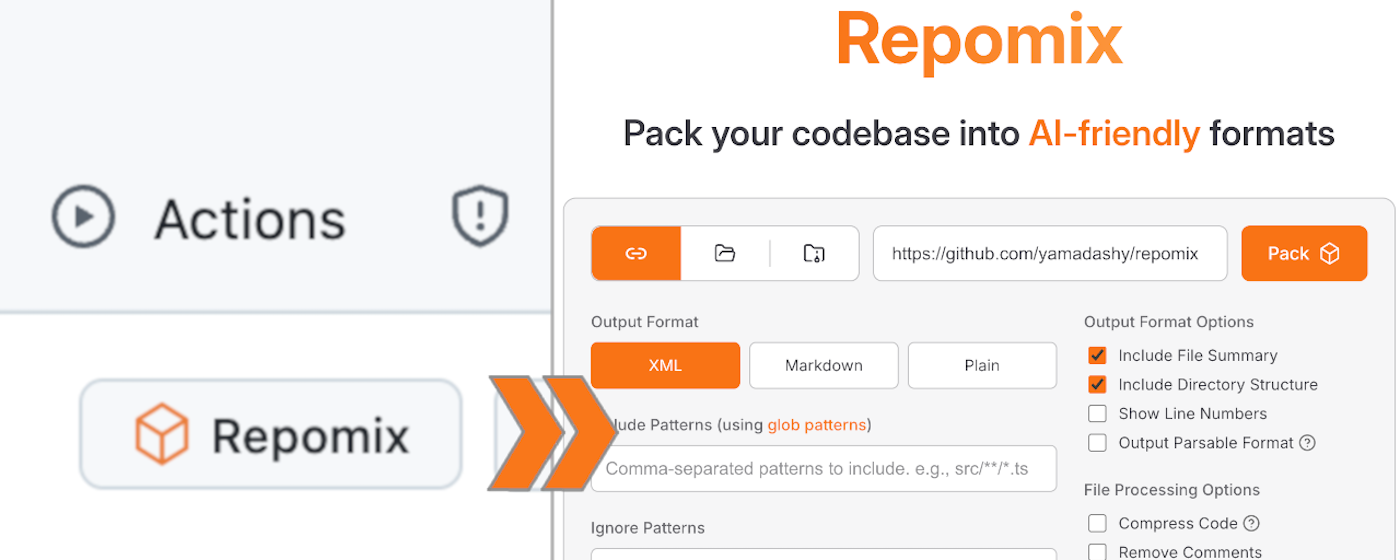 Actions
Repomix
Repomix
Pack your codebase into AI-friendly formats
https://github.com/yamadashy/repomix
Pack
Output Format
XML
Markdown
Plain
Patterns (using glob patterns)
Comma-separated patterns to include. e.g., src/**/*.ts
Ignore Patterns
Output Format Options
Include File Summary
Include Directory Structure
Show Line Numbers
Output Parsable Format
File Processing Options
Compress Code
Remove Comments